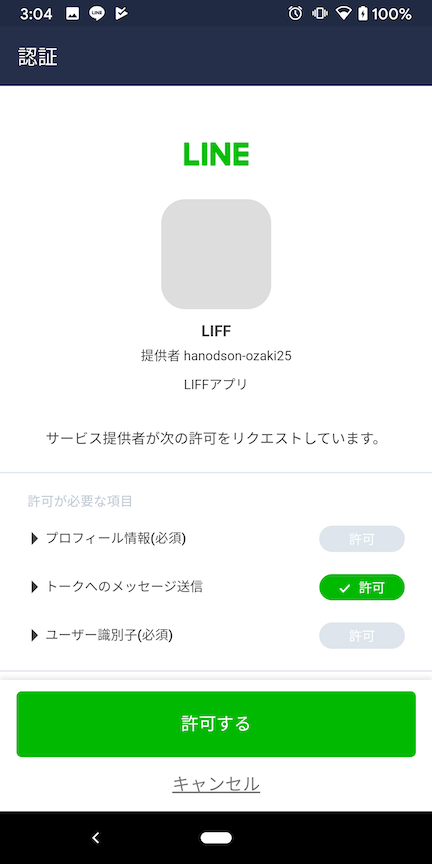 3:04
100%
認証
LINE
LIFF
提供者 hanodson-ozaki25
LIFFアプリ
サービス提供者が次の許可をリクエストしています。
許可が必要な項目
プロフィール情報(必須)
許可
トークへのメッセージ送信
許可
ユーザー識別子(必須)
許可
許可する
キャンセル